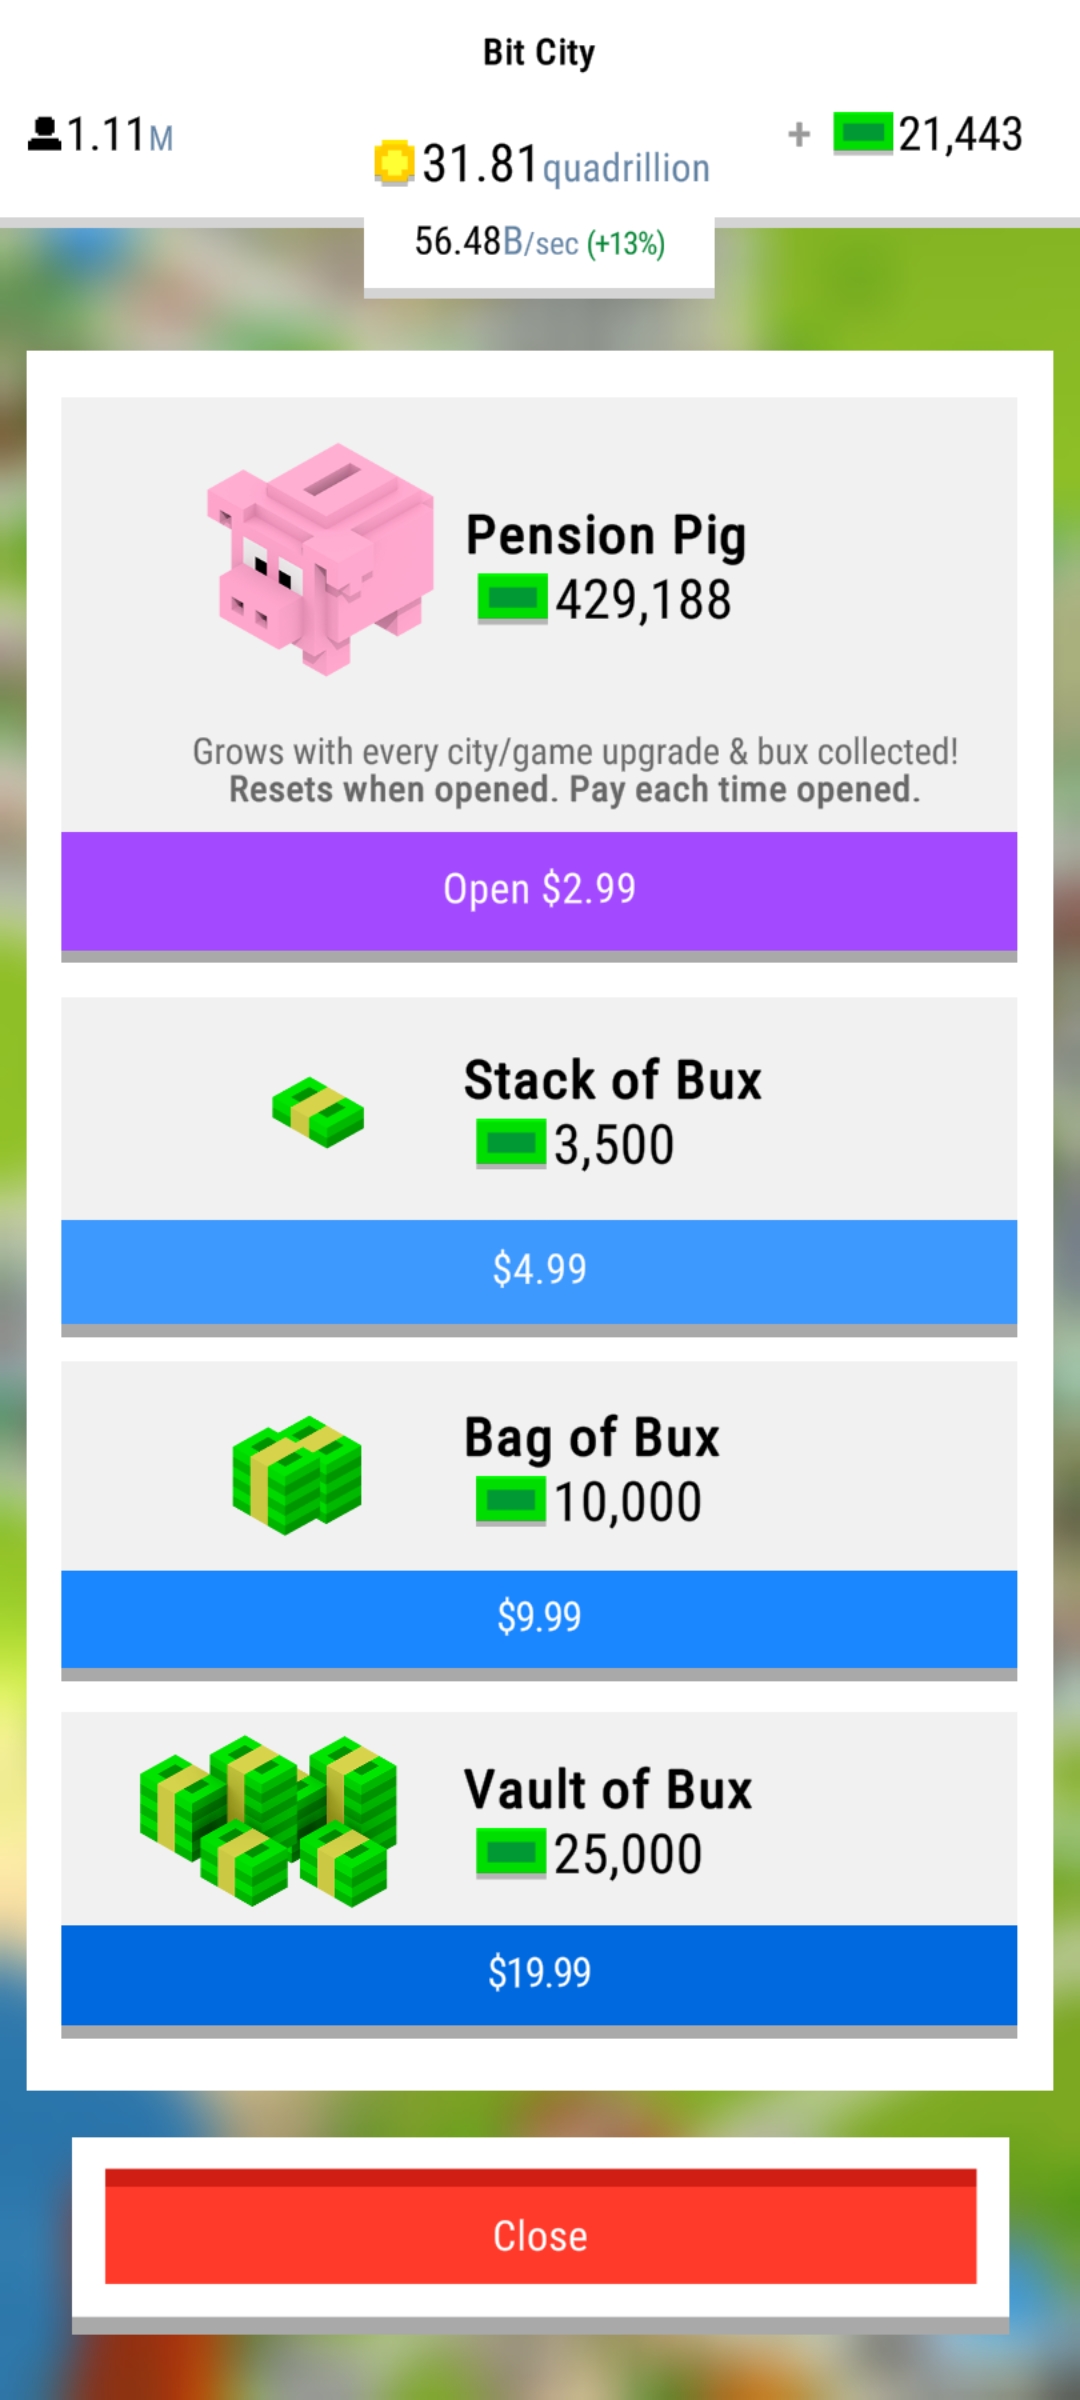 Bit City
1.11M
+ 21,443
31.81quadrillion
56.48B/sec (+13%)
Pension Pig
429,188
Grows with every city/game upgrade & bux collected!
Resets when opened. Pay each time opened.
Open $2.99
Stack of Bux
3,500
$4.99
Bag of Bux
10,000
$9.99
Vault of Bux
25,000
$19.99
Close